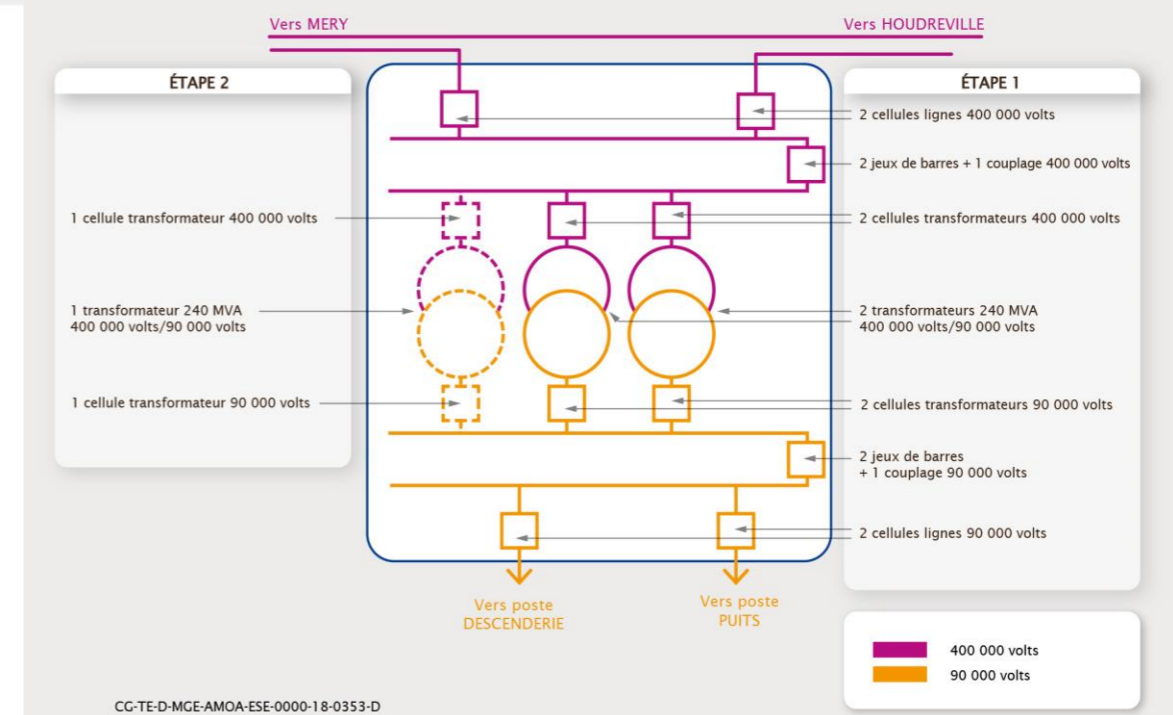 Vers MERY
Vers HOUDREVILLE
ÉTAPE 2
1 cellule transformateur 400 000 volts
1 transformateur 240 MVA
400 000 volts/90 000 volts
1 cellule transformateur 90 000 volts
ÉTAPE 1
2 cellules lignes 400 000 volts
2 jeux de barres + 1 couplage 400 000 volts
2 cellules transformateurs 400 000 volts
2 transformateurs 240 MVA
400 000 volts/90 000 volts
2 cellules transformateurs 90 000 volts
2 jeux de barres
+ 1 couplage 90 000 volts
2 cellules lignes 90 000 volts
Vers poste
DESCENDERIE
Vers poste
PUITS
400 000 volts
90 000 volts
CG-TE-D-MGE-AMOA-ESE-0000-18-0353-D